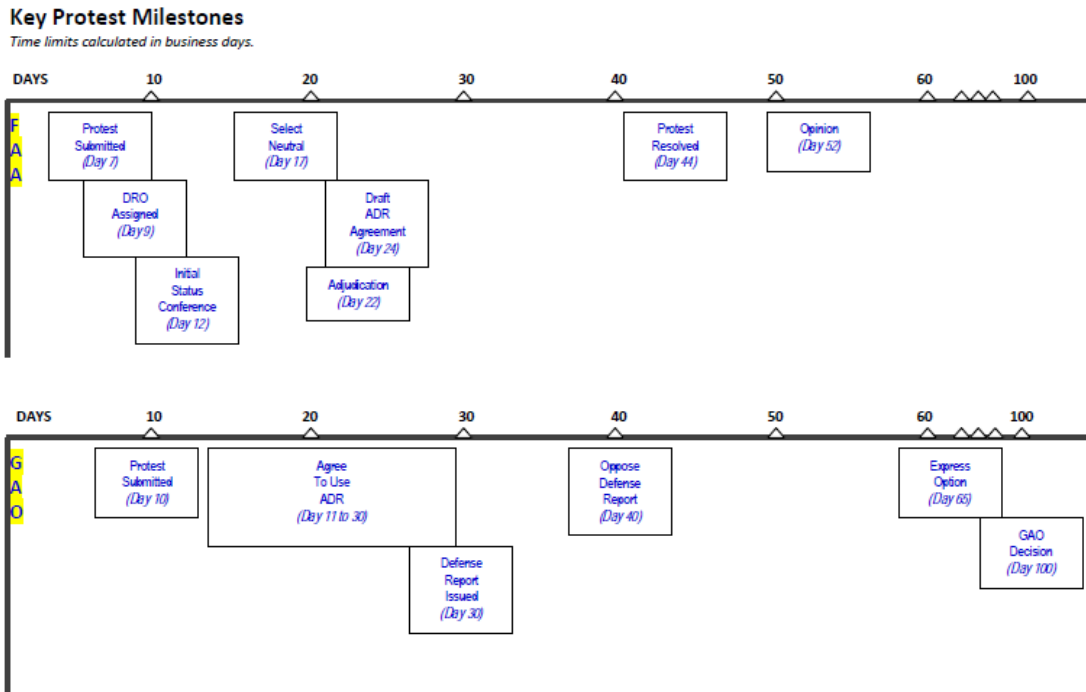 Key Protest Milestones
Time limits calculated in business days.
DAYS 10 20 30 40 50 60 100
F
A
A
Protest
Submitted
(Day 7)
DRO
Assigned
(Day 9)
Initial
Status
Conference
(Day 12)
Select
Neutral
(Day 17)
Draft
ADR
Agreement
(Day 24)
Adjudication
(Day 22)
Protest
Resolved
(Day 44)
Opinion
(Day 52)
DAYS 10 20 30 40 50 60 100
G
A
O
Protest
Submitted
(Day 10)
Agree
To Use
ADR
(Day 11 to 30)
Defense
Report
Issued
(Day 30)
Oppose
Defense
Report
(Day 40)
Express
Option
(Day 65)
GAO
Decision
(Day 100)